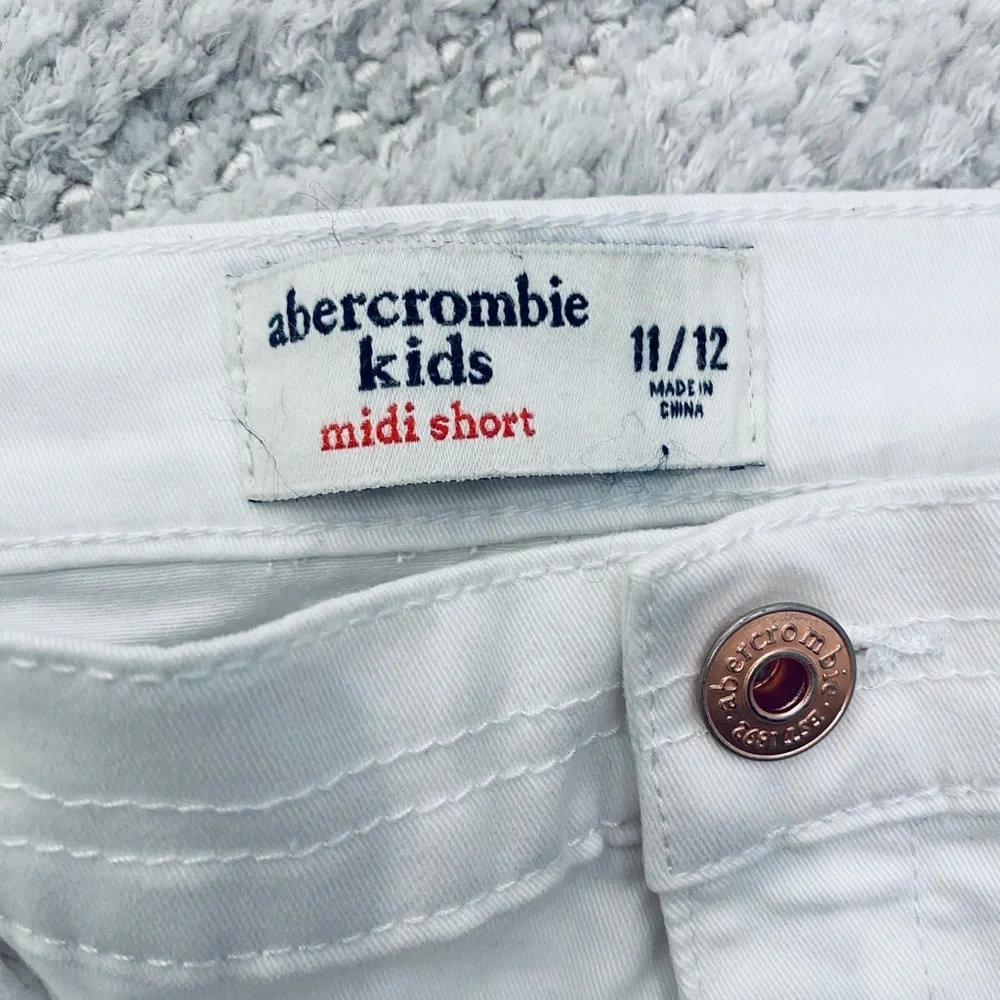 abercrombie
kids
midi short
11/12
MADE IN
CHINA
abercrombie
EST 1892